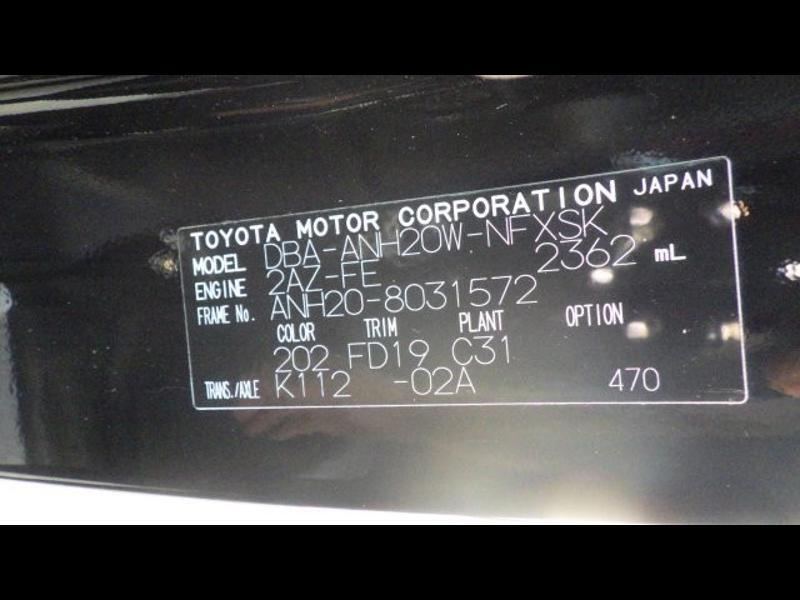 TOYOTA MOTOR CORPORATION JAPAN
MODEL DBA-ANH20W-NFXSK
ENGINE 2AZ-FE 2362 mL
FRAME No. ANH20-8031572
COLOR TRIM PLANT OPTION
202 FD19 C31
TRANS./AXLE K112 -02A 470